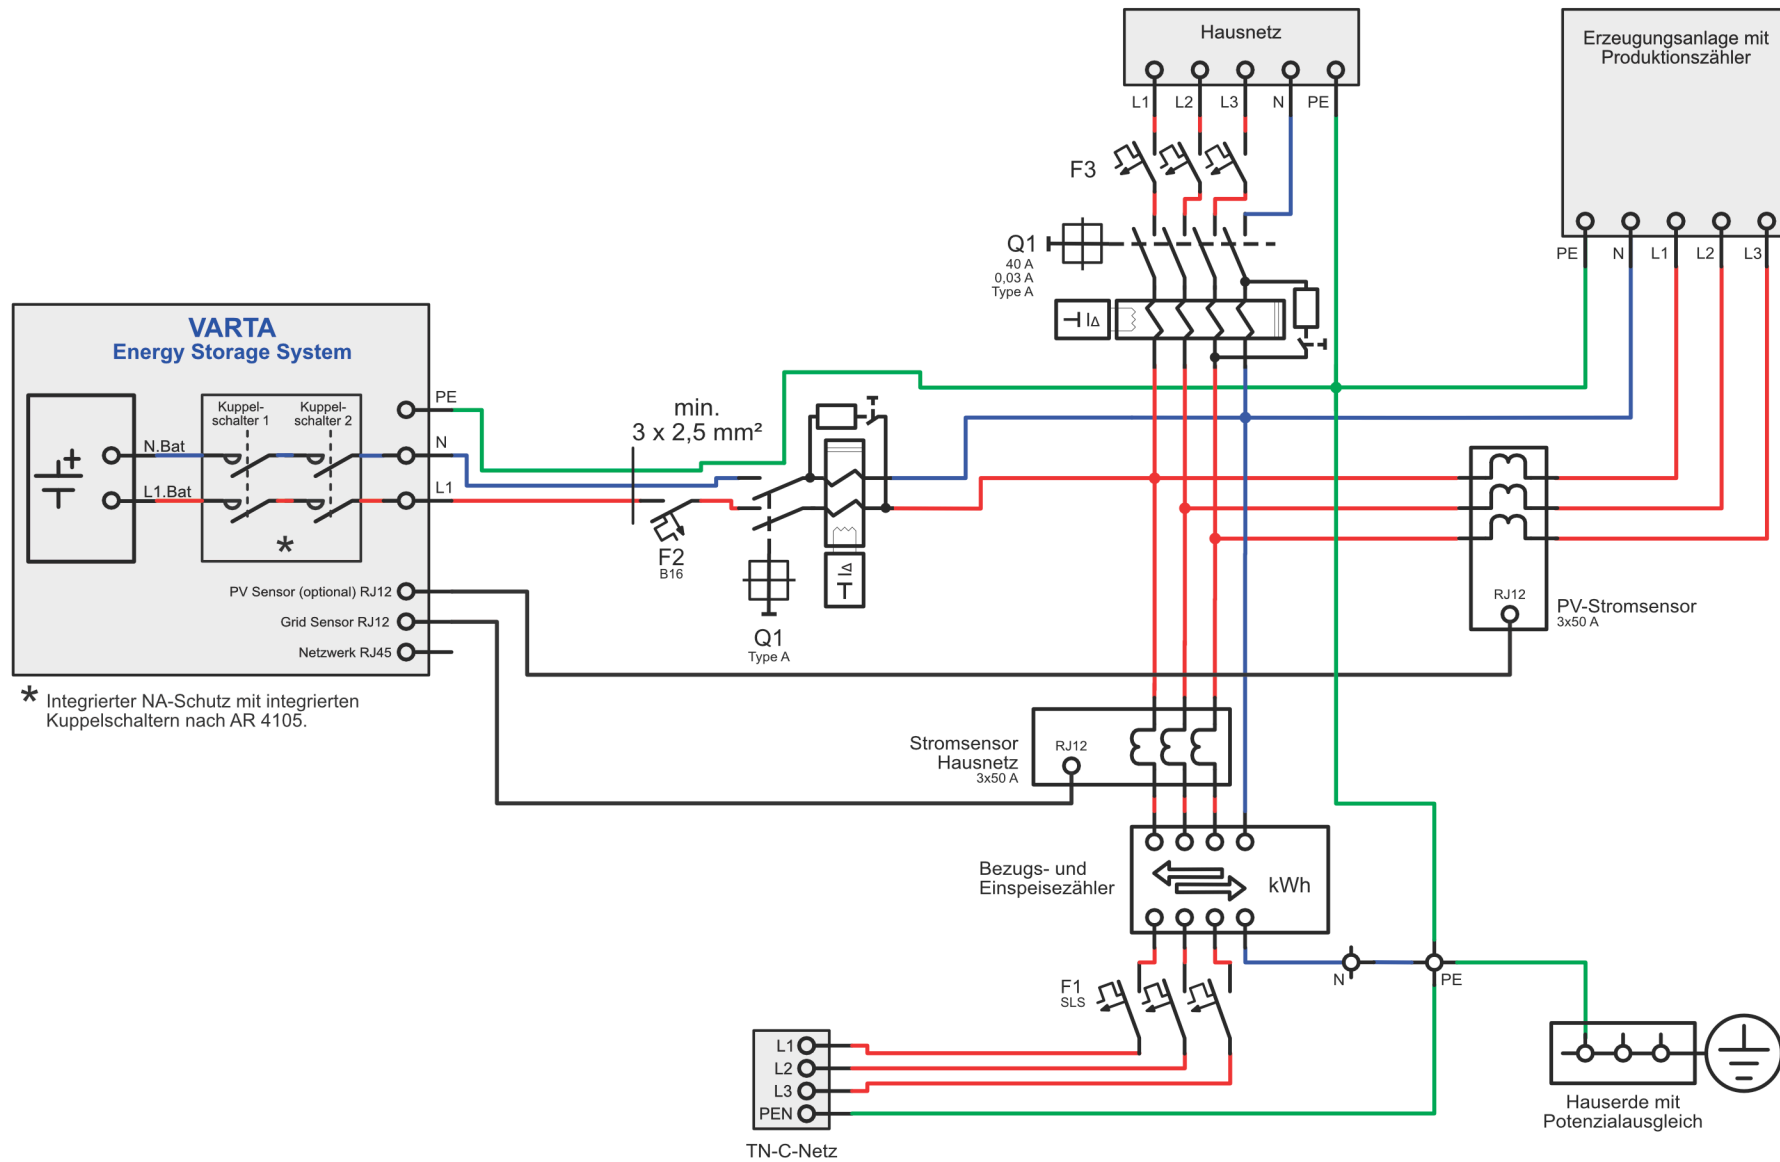 Hausnetz
L1
L2
L3
N
PE
Erzeugungsanlage mit
Produktionszähler
PE
N
L1
L2
L3
F3
Q1
40 A
0,03 A
Type A
I∆
VARTA
Energy Storage System
Kuppel-
schalter 1
Kuppel-
schalter 2
N.Bat
L1.Bat
+
*
PE
N
L1
PV Sensor (optional) RJ12
Grid Sensor RJ12
Netzwerk RJ45
* Integrierter NA-Schutz mit integrierten
Kuppelschaltern nach AR 4105.
min.
3 x 2,5 mm²
F2
B16
I∆
Q1
Type A
RJ12
PV-Stromsensor
3x50 A
Stromsensor
Hausnetz
3x50 A
RJ12
Bezugs- und
Einspeisezähler
kWh
F1
SLS
N
PE
L1
L2
L3
PEN
TN-C-Netz
Hauserde mit
Potenzialausgleich